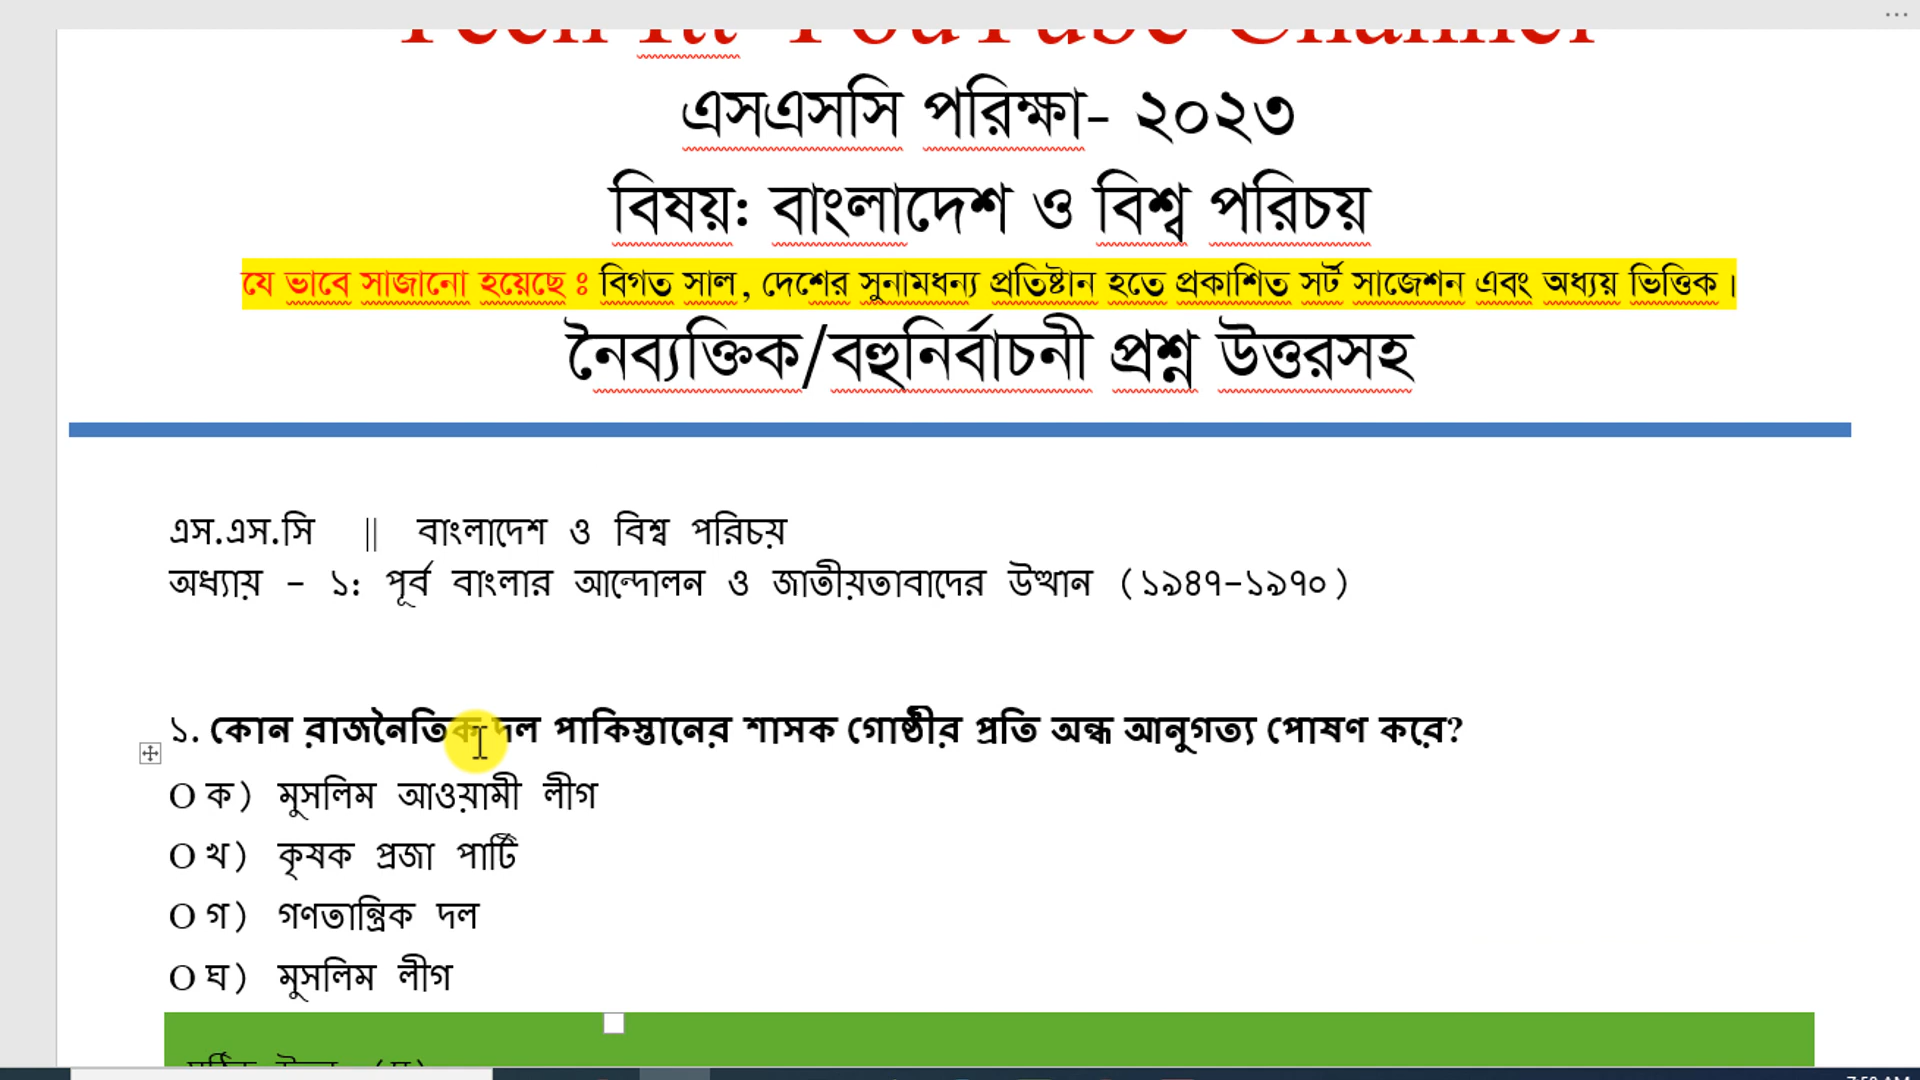 YouTube Channel
এসএসসি পরিক্ষা- ২০২৩
বিষয়: বাংলাদেশ ও বিশ্ব পরিচয়
যে ভাবে সাজানো হয়েছে ঃ বিগত সাল, দেশের সুনামধন্য প্রতিষ্টান হতে প্রকাশিত সর্ট সাজেশন এবং অধ্যয় ভিত্তিক।
নৈব্যক্তিক/বহুনির্বাচনী প্রশ্ন উত্তরসহ
এস.এস.সি || বাংলাদেশ ও বিশ্ব পরিচয়
অধ্যায় - ১: পূর্ব বাংলার আন্দোলন ও জাতীয়তাবাদের উত্থান (১৯৪৭-১৯৭০)
১. কোন রাজনৈতিক দল পাকিস্তানের শাসক গোষ্ঠীর প্রতি অন্ধ আনুগত্য পোষণ করে?
O ক) মুসলিম আওয়ামী লীগ
O খ) কৃষক প্রজা পার্টি
O গ) গণতান্ত্রিক দল
O ঘ) মুসলিম লীগ